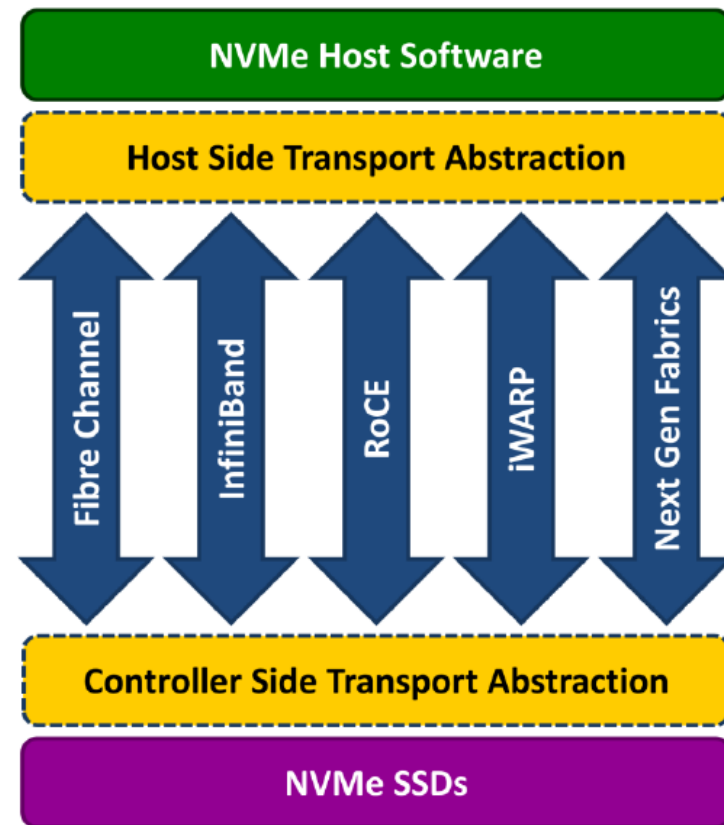 NVMe Host Software
Host Side Transport Abstraction
Fibre Channel
InfiniBand
RoCE
iWARP
Next Gen Fabrics
Controller Side Transport Abstraction
NVMe SSDs